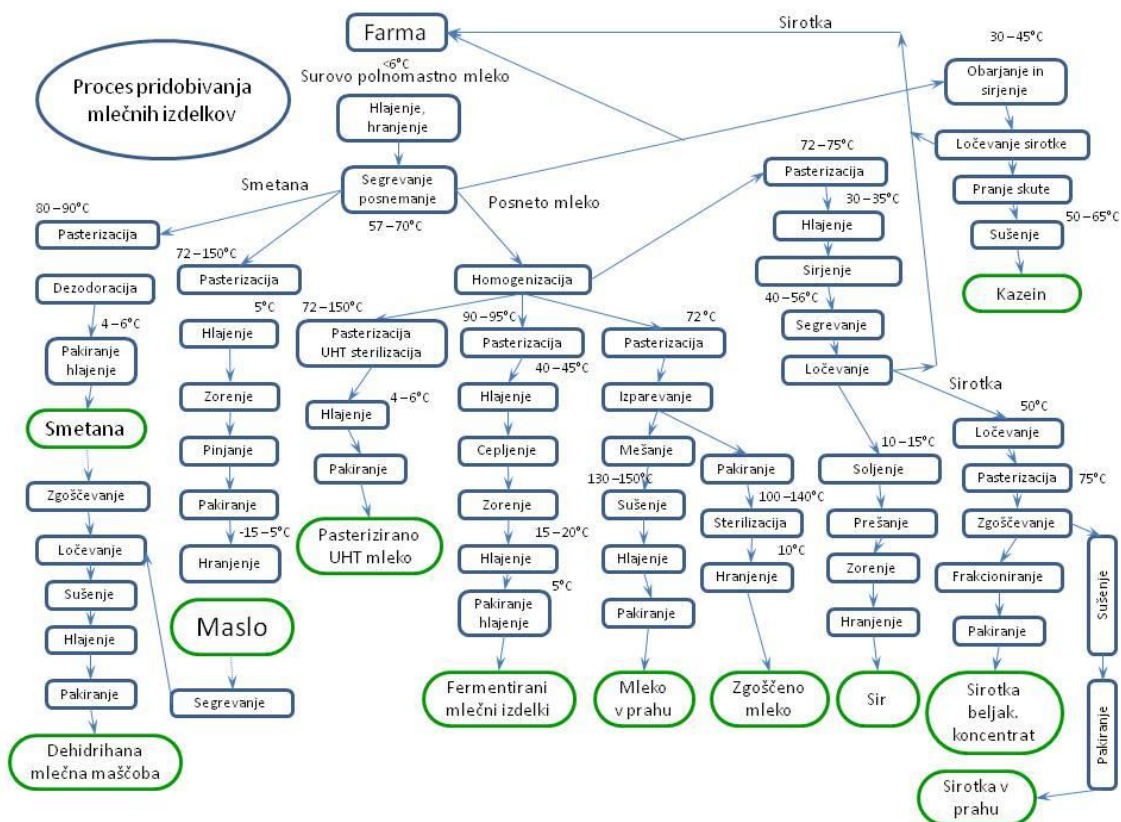 Proces pridobivanja
mlečnih izdelkov
Farma
<6°C
Surovo polnomastno mleko
Hlajenje,
hranjenje
Segrevanje
posnemanje
57–70°C
Smetana
Posneto mleko
Sirotka
80–90°C
Pasterizacija
Dezodoracija
4–6°C
Pakiranje
hlajenje
Smetana
Zgoščevanje
Ločevanje
Sušenje
Hlajenje
Pakiranje
Dehidrihana
mlečna maščoba
72–150°C
Pasterizacija
5°C
Hlajenje
Zorenje
Pinjanje
Pakiranje
-15–5°C
Hranjenje
Maslo
Segrevanje
Homogenizacija
72–150°C
Pasterizacija
UHT sterilizacija
4–6°C
Hlajenje
Pakiranje
Pasterizirano
UHT mleko
90–95°C
Pasterizacija
40–45°C
Hlajenje
Cepljenje
Zorenje
15–20°C
Hlajenje
5°C
Pakiranje
hlajenje
Fermentirani
mlečni izdelki
72°C
Pasterizacija
Izparevanje
Mešanje
130–150°C
Sušenje
Hlajenje
Pakiranje
Mleko
v prahu
Pakiranje
100–140°C
Sterilizacija
10°C
Hranjenje
Zgoščeno
mleko
72–75°C
Pasterizacija
30–35°C
Hlajenje
Sirjenje
40–56°C
Segrevanje
Ločevanje
10–15°C
Soljenje
Prešanje
Zorenje
Hranjenje
Sir
Sirotka
50°C
Ločevanje
Pasterizacija
75°C
Zgoščevanje
Frakcioniranje
Pakiranje
Sirotka
beljak.
koncentrat
Sušenje
Pakiranje
Sirotka v
prahu
30–45°C
Obarjanje in
sirjenje
Ločevanje sirotke
Pranje skute
50–65°C
Sušenje
Kazein